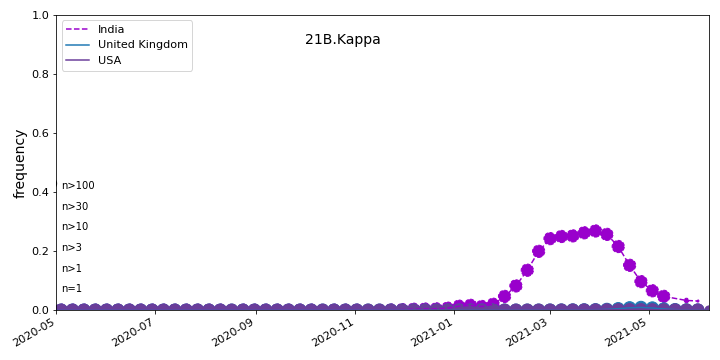 21B.Kappa
India
United Kingdom
USA
frequency
1.0
0.8
0.6
0.4
0.2
0.0
n>100
n>30
n>10
n>3
n>1
n=1
2020-05
2020-07
2020-09
2020-11
2021-01
2021-03
2021-05